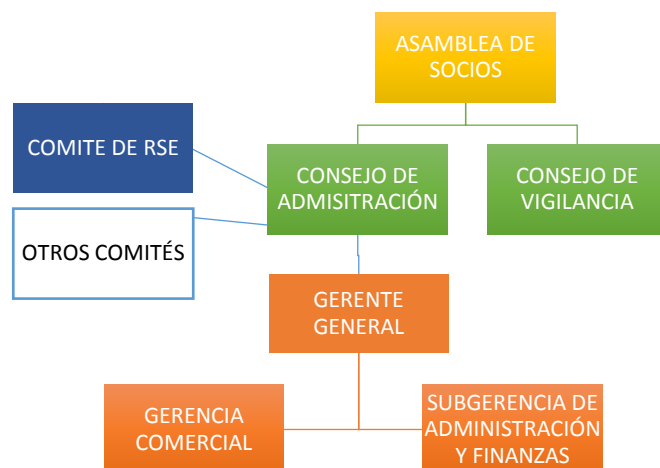 ASAMBLEA DE
SOCIOS
COMITE DE RSE
CONSEJO DE
ADMISITRACIÓN
CONSEJO DE
VIGILANCIA
OTROS COMITÉS
GERENTE
GENERAL
GERENCIA
COMERCIAL
SUBGERENCIA DE
ADMINISTRACIÓN
Y FINANZAS